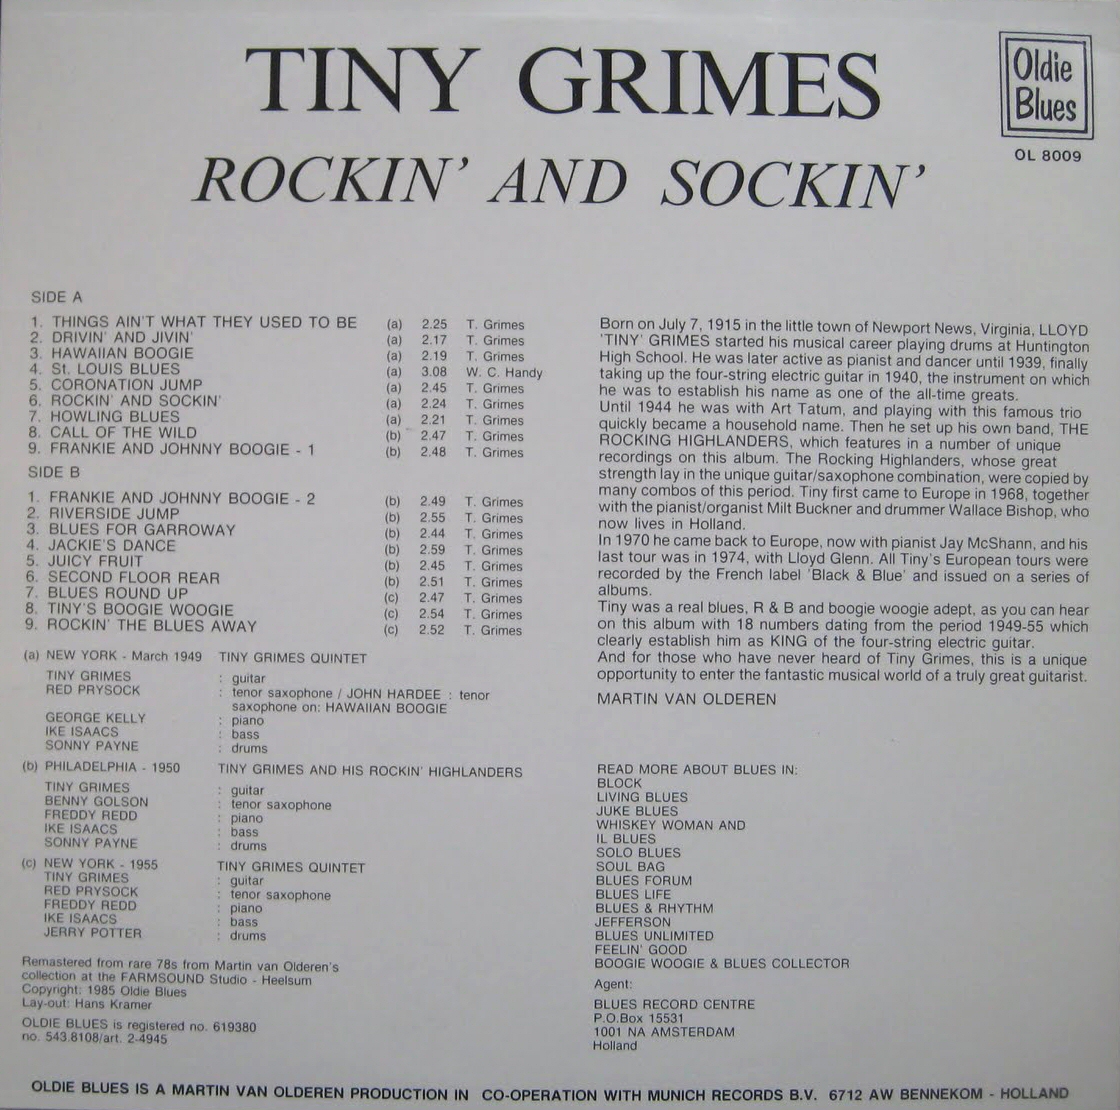 TINY GRIMES
ROCKIN' AND SOCKIN'
Oldie
Blues
OL 8009
SIDE A
1. THINGS AIN'T WHAT THEY USED TO BE (a) 2.25 T. Grimes
2. DRIVIN' AND JIVIN' (a) 2.17 T. Grimes
3. HAWAIIAN BOOGIE (a) 2.19 T. Grimes
4. St. LOUIS BLUES (a) 3.08 W. C. Handy
5. CORONATION JUMP (a) 2.45 T. Grimes
6. ROCKIN' AND SOCKIN' (a) 2.24 T. Grimes
7. HOWLING BLUES (a) 2.21 T. Grimes
8. CALL OF THE WILD (b) 2.47 T. Grimes
9. FRANKIE AND JOHNNY BOOGIE - 1 (b) 2.48 T. Grimes
SIDE B
1. FRANKIE AND JOHNNY BOOGIE - 2 (b) 2.49 T. Grimes
2. RIVERSIDE JUMP (b) 2.55 T. Grimes
3. BLUES FOR GARROWAY (b) 2.44 T. Grimes
4. JACKIE'S DANCE (b) 2.59 T. Grimes
5. JUICY FRUIT (b) 2.45 T. Grimes
6. SECOND FLOOR REAR (b) 2.51 T. Grimes
7. BLUES ROUND UP (c) 2.47 T. Grimes
8. TINY'S BOOGIE WOOGIE (c) 2.54 T. Grimes
9. ROCKIN' THE BLUES AWAY (c) 2.52 T. Grimes
(a) NEW YORK - March 1949 TINY GRIMES QUINTET
TINY GRIMES : guitar
RED PRYSOCK : tenor saxophone / JOHN HARDEE : tenor
saxophone on: HAWAIIAN BOOGIE
GEORGE KELLY : piano
IKE ISAACS : bass
SONNY PAYNE : drums
(b) PHILADELPHIA - 1950 TINY GRIMES AND HIS ROCKIN' HIGHLANDERS
TINY GRIMES : guitar
BENNY GOLSON : tenor saxophone
FREDDY REDD : piano
IKE ISAACS : bass
SONNY PAYNE : drums
(c) NEW YORK - 1955 TINY GRIMES QUINTET
TINY GRIMES : guitar
RED PRYSOCK : tenor saxophone
FREDDY REDD : piano
IKE ISAACS : bass
JERRY POTTER : drums
Remastered from rare 78s from Martin van Olderen's
collection at the FARMSOUND Studio - Heelsum
Copyright: 1985 Oldie Blues
Lay-out: Hans Kramer
OLDIE BLUES is registered no. 619380
no. 543.8108/art. 2-4945
Born on July 7, 1915 in the little town of Newport News, Virginia, LLOYD
'TINY' GRIMES started his musical career playing drums at Huntington
High School. He was later active as pianist and dancer until 1939, finally
taking up the four-string electric guitar in 1940, the instrument on which
he was to establish his name as one of the all-time greats.
Until 1944 he was with Art Tatum, and playing with this famous trio
quickly became a household name. Then he set up his own band, THE
ROCKING HIGHLANDERS, which features in a number of unique
recordings on this album. The Rocking Highlanders, whose great
strength lay in the unique guitar/saxophone combination, were copied by
many combos of this period. Tiny first came to Europe in 1968, together
with the pianist/organist Milt Buckner and drummer Wallace Bishop, who
now lives in Holland.
In 1970 he came back to Europe, now with pianist Jay McShann, and his
last tour was in 1974, with Lloyd Glenn. All Tiny's European tours were
recorded by the French label 'Black & Blue' and issued on a series of
albums.
Tiny was a real blues, R & B and boogie woogie adept, as you can hear
on this album with 18 numbers dating from the period 1949-55 which
clearly establish him as KING of the four-string electric guitar.
And for those who have never heard of Tiny Grimes, this is a unique
opportunity to enter the fantastic musical world of a truly great guitarist.
MARTIN VAN OLDEREN
READ MORE ABOUT BLUES IN:
BLOCK
LIVING BLUES
JUKE BLUES
WHISKEY WOMAN AND
IL BLUES
SOLO BLUES
SOUL BAG
BLUES FORUM
BLUES LIFE
BLUES & RHYTHM
JEFFERSON
BLUES UNLIMITED
FEELIN' GOOD
BOOGIE WOOGIE & BLUES COLLECTOR
Agent:
BLUES RECORD CENTRE
P.O.Box 15531
1001 NA AMSTERDAM
Holland
OLDIE BLUES IS A MARTIN VAN OLDEREN PRODUCTION IN CO-OPERATION WITH MUNICH RECORDS B.V. 6712 AW BENNEKOM - HOLLAND